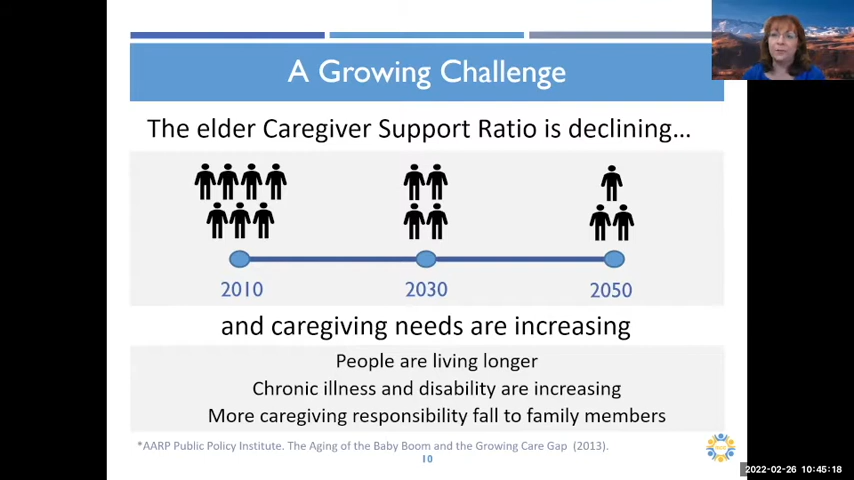 A Growing Challenge
The elder Caregiver Support Ratio is declining...
2010 2030 2050
and caregiving needs are increasing
People are living longer
Chronic illness and disability are increasing
More caregiving responsibility fall to family members
*AARP Public Policy Institute. The Aging of the Baby Boom and the Growing Care Gap (2013).
10
2022-02-26 10:45:18